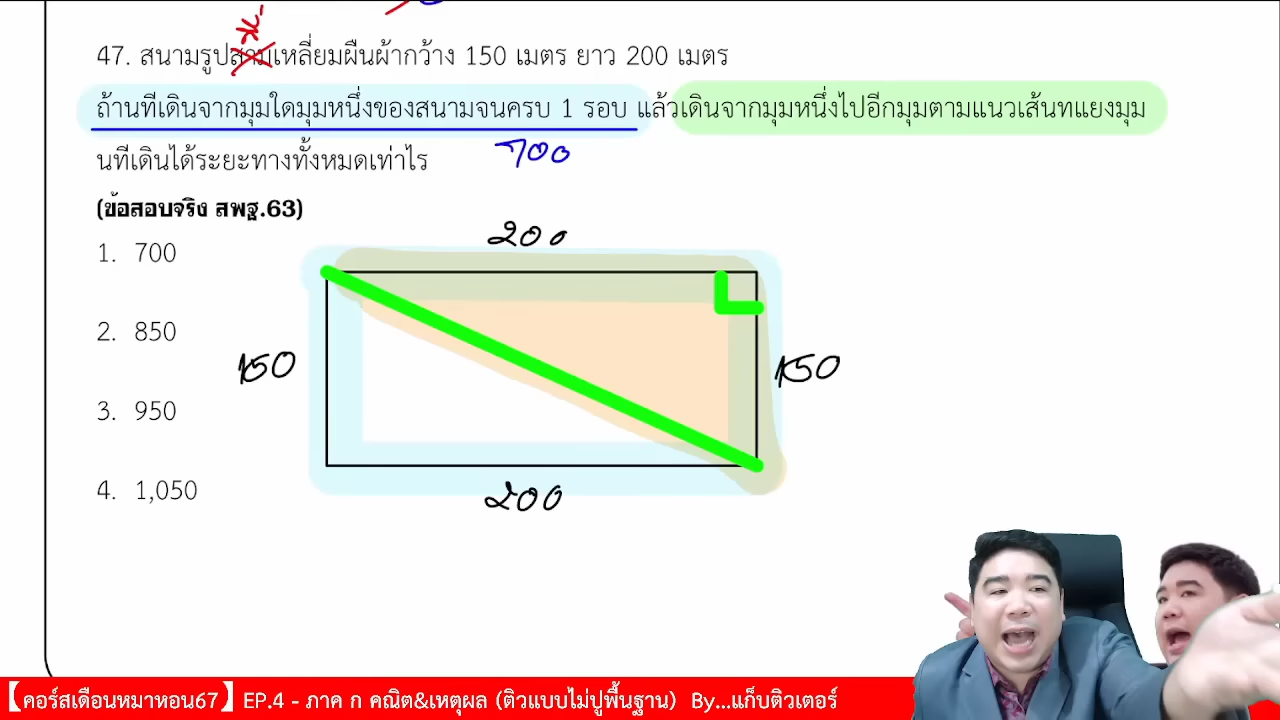 สี่
47. สนามรูปสามเหลี่ยมผืนผ้ากว้าง 150 เมตร ยาว 200 เมตร
ถ้านทีเดินจากมุมใดมุมหนึ่งของสนามจนครบ 1 รอบ แล้วเดินจากมุมหนึ่งไปอีกมุมตามแนวเส้นทแยงมุม
นทีเดินได้ระยะทางทั้งหมดเท่าไร
700
(ข้อสอบจริง สพฐ.63)
200
1. 700
2. 850
150
150
3. 950
4. 1,050
200
【คอร์สเดือนหมาหอน67】 EP.4 - ภาค ก คณิต&เหตุผล (ติวแบบไม่ปูพื้นฐาน) By...แก็บติวเตอร์